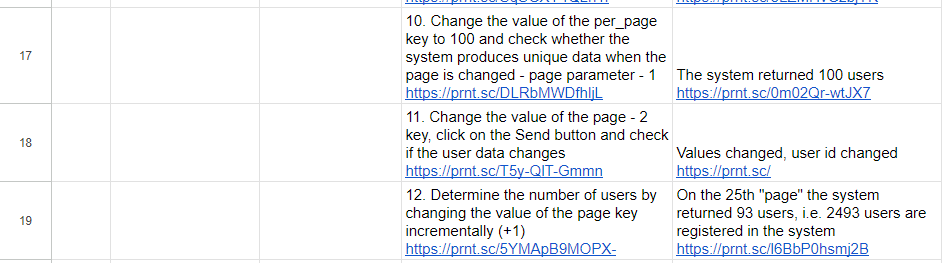 17
10. Change the value of the per_page
key to 100 and check whether the
system produces unique data when the
page is changed - page parameter - 1
https://prnt.sc/DLRbMWDfhIjL
The system returned 100 users
https://prnt.sc/0m02Qr-wtJX7
18
11. Change the value of the page - 2
key, click on the Send button and check
if the user data changes
https://prnt.sc/T5y-QIT-Gmmn
Values changed, user id changed
https://prnt.sc/
19
12. Determine the number of users by
changing the value of the page key
incrementally (+1)
https://prnt.sc/5YMApB9MOPX-
On the 25th "page" the system
returned 93 users, i.e. 2493 users are
registered in the system
https://prnt.sc/I6BbP0hsmj2B